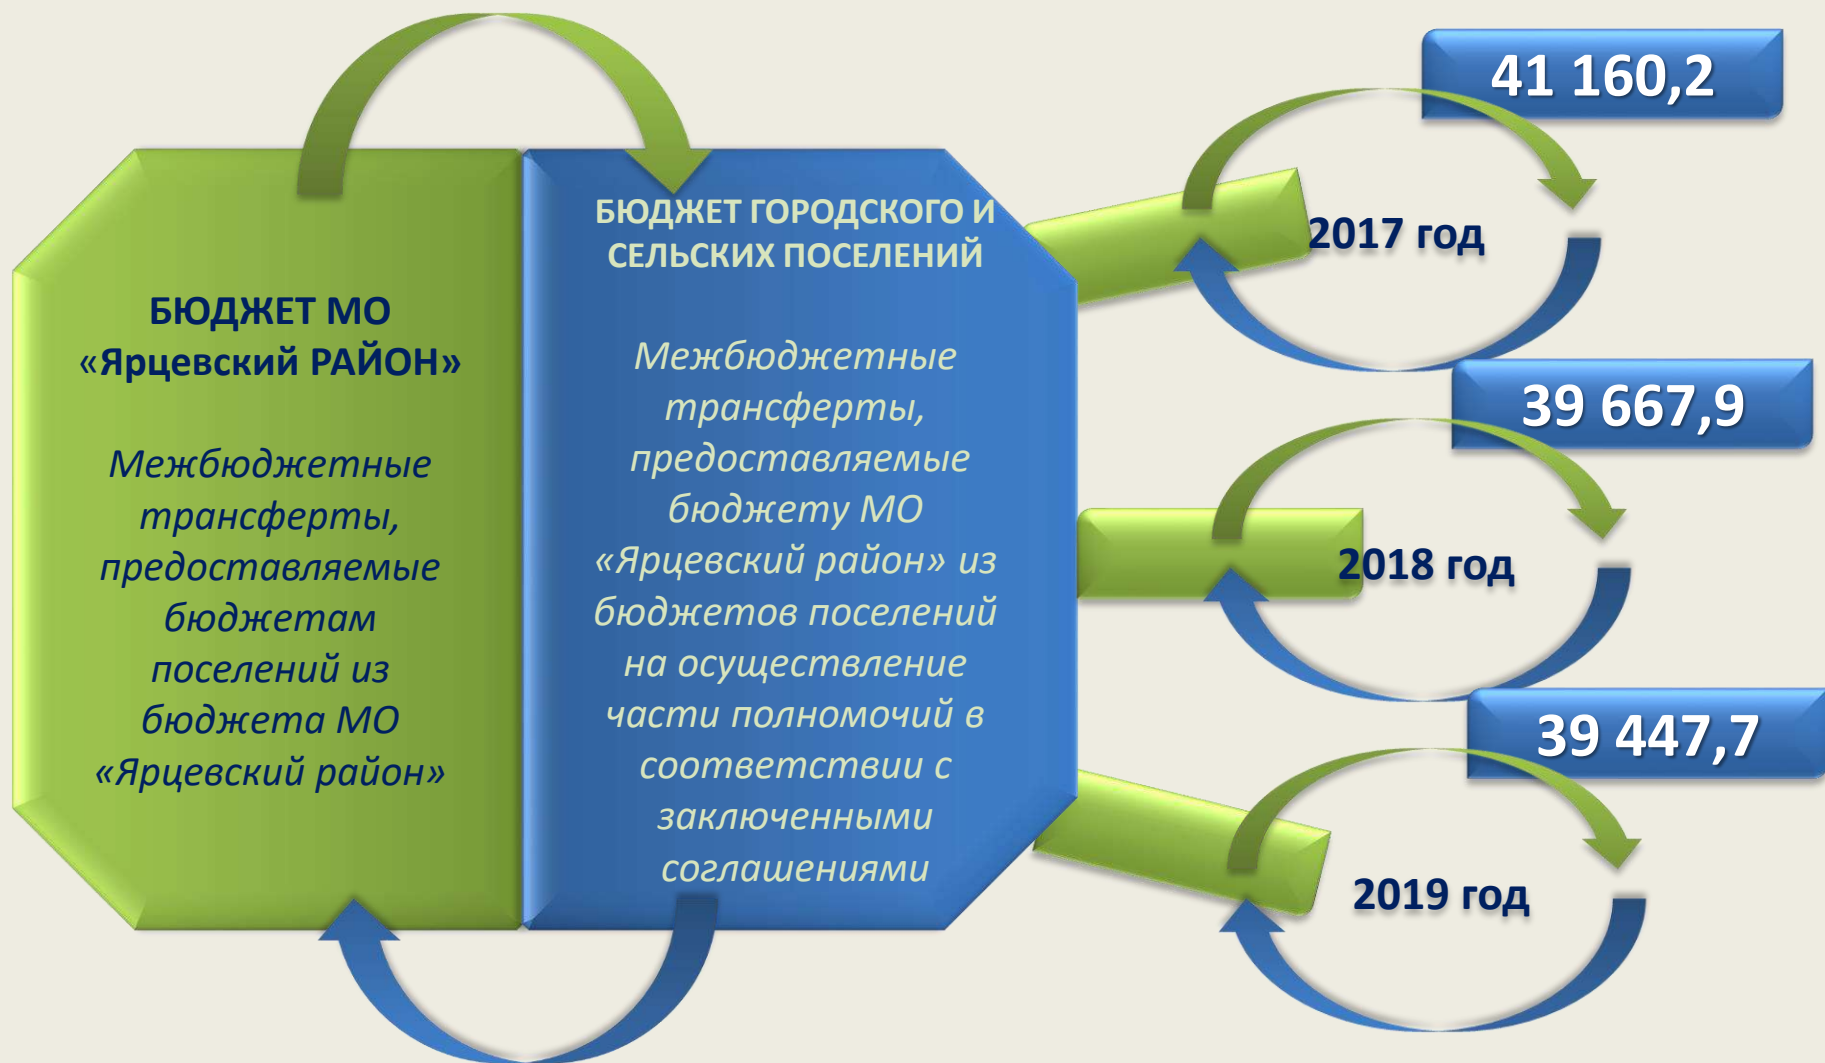 БЮДЖЕТ МО
«Ярцевский РАЙОН»
Межбюджетные
трансферты,
предоставляемые
бюджетам
поселений из
бюджета МО
«Ярцевский район»
БЮДЖЕТ ГОРОДСКОГО И
СЕЛЬСКИХ ПОСЕЛЕНИЙ
Межбюджетные
трансферты,
предоставляемые
бюджету МО
«Ярцевский район» из
бюджетов поселений
на осуществление
части полномочий в
соответствии с
заключенными
соглашениями
41 160,2
2017 год
39 667,9
2018 год
39 447,7
2019 год